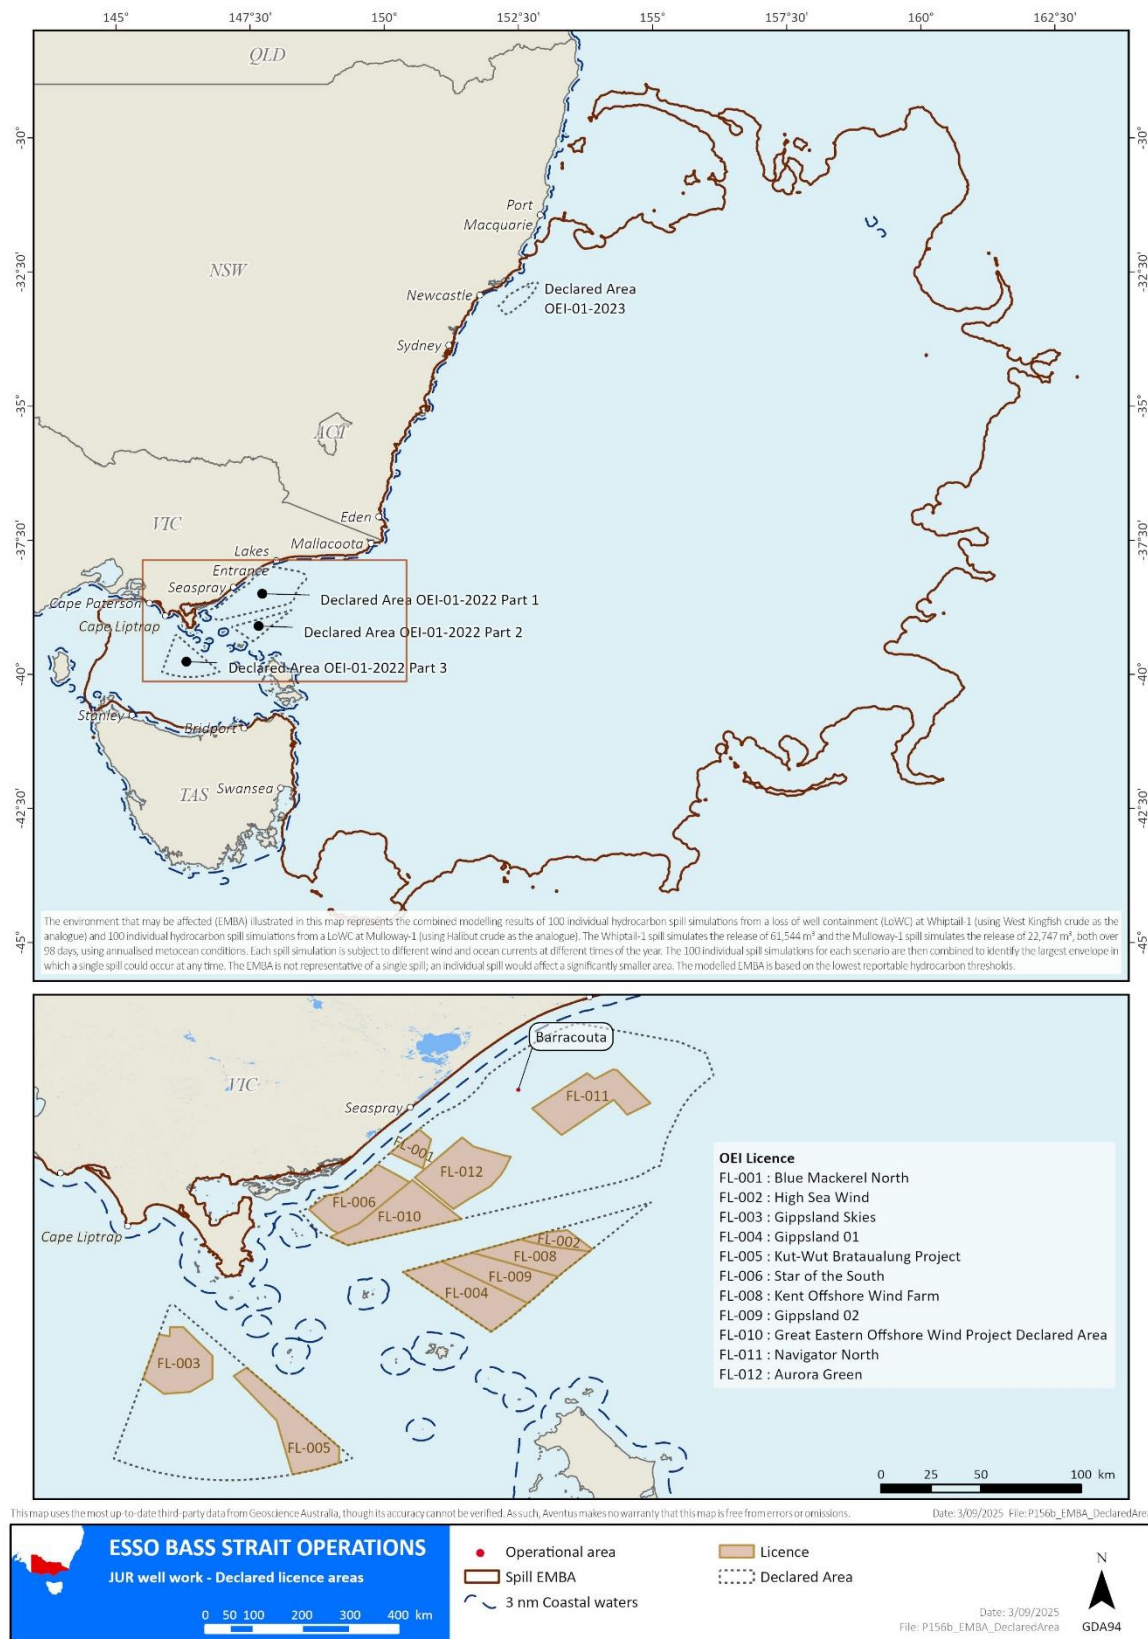 145° 147°30' 150° 152°30' 155° 157°30' 160° 162°30'
QLD
-30° -30°
Port
Macquarie
-32°30' -32°30'
NSW
Newcastle
Declared Area
OEI-01-2023
Sydney
-35° -35°
ACT
Eden
-37°30' -37°30'
VIC
Mallacoota
Lakes
Entrance
Seaspray
Declared Area OEI-01-2022 Part 1
Cape Paterson
Cape Liptrap
Declared Area OEI-01-2022 Part 2
Declared Area OEI-01-2022 Part 3
-40° -40°
Stanley
Bridport
TAS
Swansea
-42°30' -42°30'
The environment that may be affected (EMBA) illustrated in this map represents the combined modelling results of 100 individual hydrocarbon spill simulations from a loss of well containment (LoWC) at Whiptail-1 (using West Kingfish crude as the
analogue) and 100 individual hydrocarbon spill simulations from a LoWC at Mulloway-1 (using Halibut crude as the analogue). The Whiptail-1 spill simulates the release of 61,544 m³ and the Mulloway-1 spill simulates the release of 22,747 m³, both over
98 days, using annualised metocean conditions. Each spill simulation is subject to different wind and ocean currents at different times of the year. The 100 individual spill simulations for each scenario are then combined to identify the largest envelope in
which a single spill could occur at any time. The EMBA is not representative of a single spill; an individual spill would affect a significantly smaller area. The modelled EMBA is based on the lowest reportable hydrocarbon thresholds.
-45° -45°
Barracouta
VIC
Seaspray
FL-011
FL-001
FL-012
FL-006
FL-010
Cape Liptrap
FL-002
FL-008
FL-009
FL-004
FL-003
FL-005
OEI Licence
FL-001 : Blue Mackerel North
FL-002 : High Sea Wind
FL-003 : Gippsland Skies
FL-004 : Gippsland 01
FL-005 : Kut-Wut Brataualung Project
FL-006 : Star of the South
FL-008 : Kent Offshore Wind Farm
FL-009 : Gippsland 02
FL-010 : Great Eastern Offshore Wind Project Declared Area
FL-011 : Navigator North
FL-012 : Aurora Green
0 25 50 100 km
This map uses the most up-to-date third-party data from Geoscience Australia, though its accuracy cannot be verified. As such, Aventus makes no warranty that this map is free from errors or omissions.
Date: 3/09/2025 File: P156b_EMBA_DeclaredArea
ESSO BASS STRAIT OPERATIONS
JUR well work - Declared licence areas
0 50 100 200 300 400 km
Operational area
Spill EMBA
3 nm Coastal waters
Licence
Declared Area
N
Date: 3/09/2025
File: P156b_EMBA_DeclaredArea
GDA94